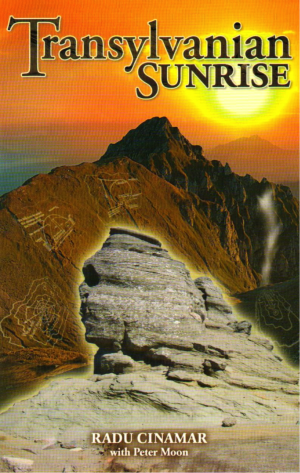 Transylvanian
SUNRISE
RADU CINAMAR
with Peter Moon